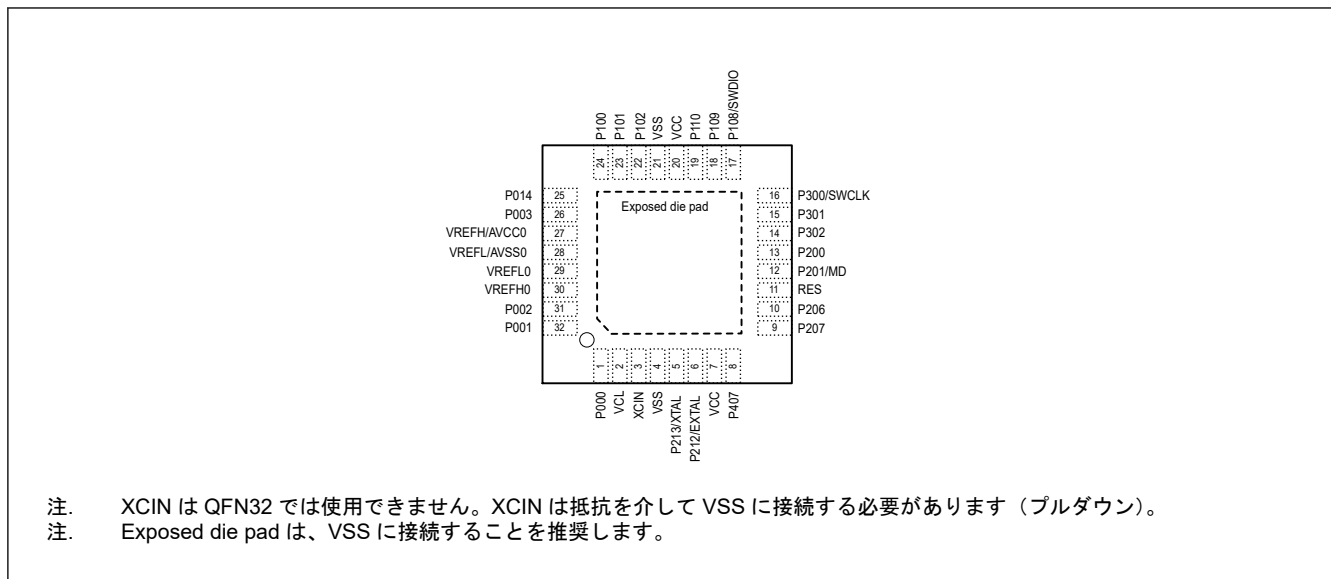 P100
P101
P102
VSS
VCC
P110
P109
P108/SWDIO
24
23
22
21
20
19
18
17
P014 25
P003 26
VREFH/AVCC0 27
VREFL/AVSS0 28
VREFL0 29
VREFH0 30
P002 31
P001 32
Exposed die pad
16 P300/SWCLK
15 P301
14 P302
13 P200
12 P201/MD
11 RES
10 P206
9 P207
1
2
3
4
5
6
7
8
P000
VCL
XCIN
VSS
P213/XTAL
P212/EXTAL
VCC
P407
注. XCIN は QFN32 では使用できません。XCIN は抵抗を介して VSS に接続する必要があります（プルダウン）。
注. Exposed die pad は、VSS に接続することを推奨します。